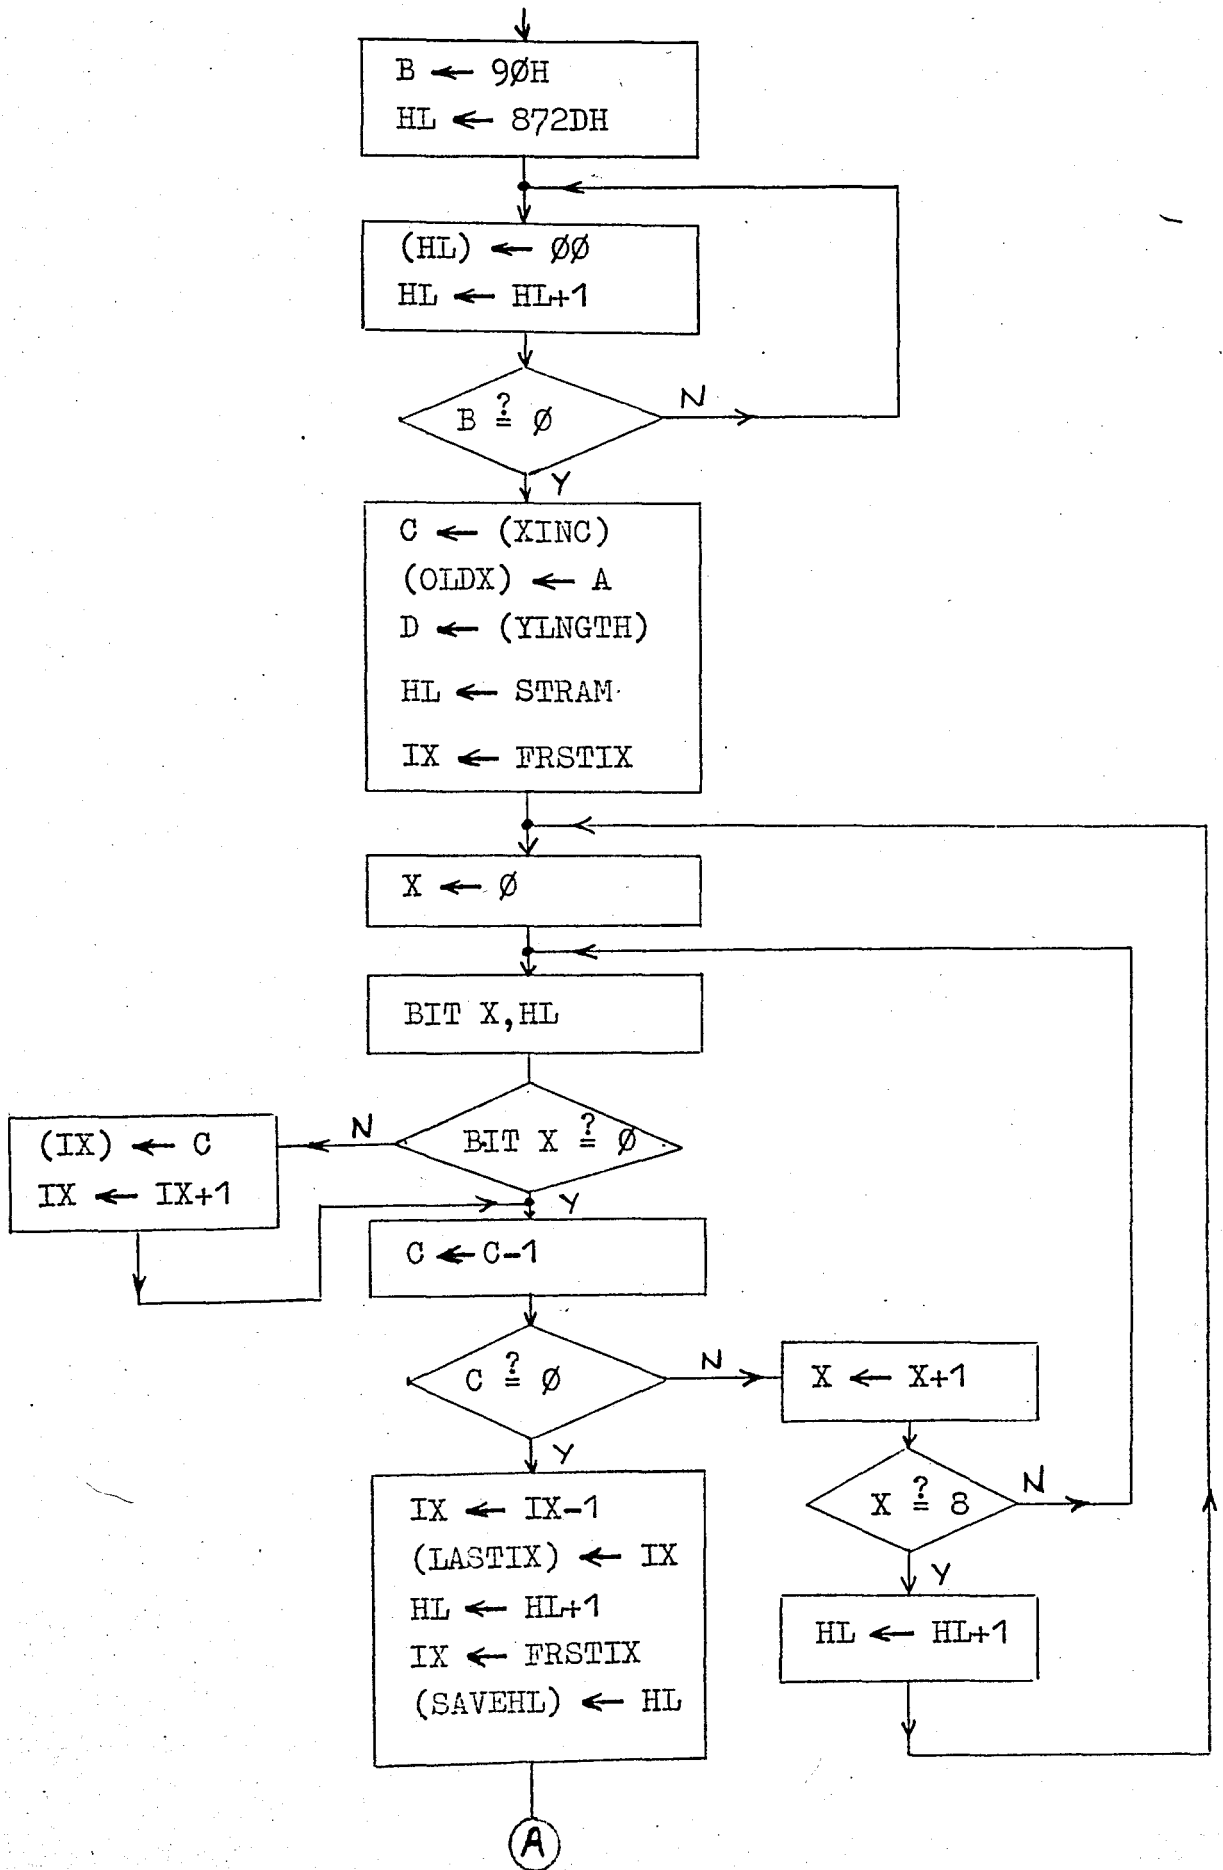 B ← 9ØH
HL ← 872DH
(HL) ← ØØ
HL ← HL+1
B ≟ Ø
N
Y
C ← (XINC)
(OLDX) ← A
D ← (YLNGTH)
HL ← STRAM
IX ← FRSTIX
X ← Ø
BIT X,HL
BIT X ≟ Ø
N
Y
(IX) ← C
IX ← IX+1
C ← C-1
C ≟ Ø
N
Y
X ← X+1
X ≟ 8
N
Y
HL ← HL+1
IX ← IX-1
(LASTIX) ← IX
HL ← HL+1
IX ← FRSTIX
(SAVEHL) ← HL
A